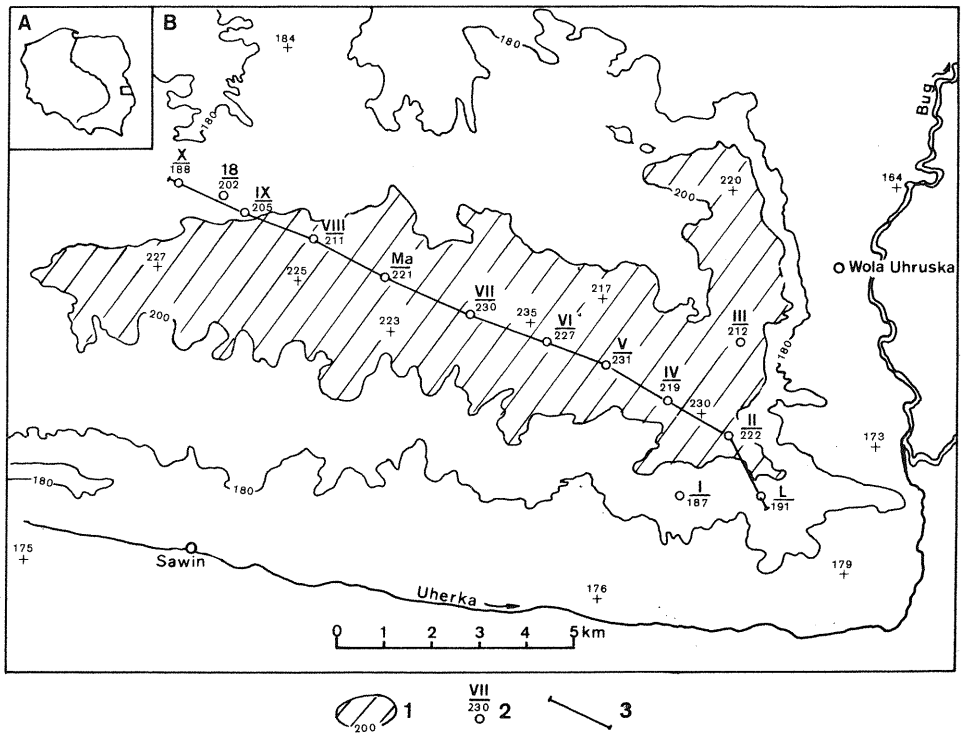 A
B
184
180
180
Bug
X
188
18
202
IX
205
220
200
164
VIII
211
227
225
Ma
221
Wola Uhruska
VII
230
217
235
200
223
VI
227
III
212
V
231
180
IV
219
230
II
222
173
180
180
I
187
L
191
175
Sawin
179
Uherka
176
0 1 2 3 4 5 km
200
1
VII
230
2
3